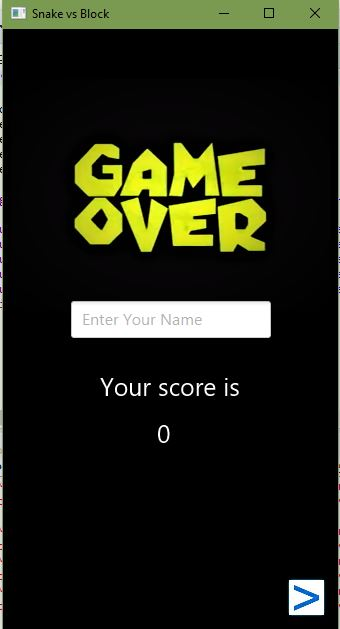 Snake vs Block
GAME
OVER
Enter Your Name
Your score is
0
>